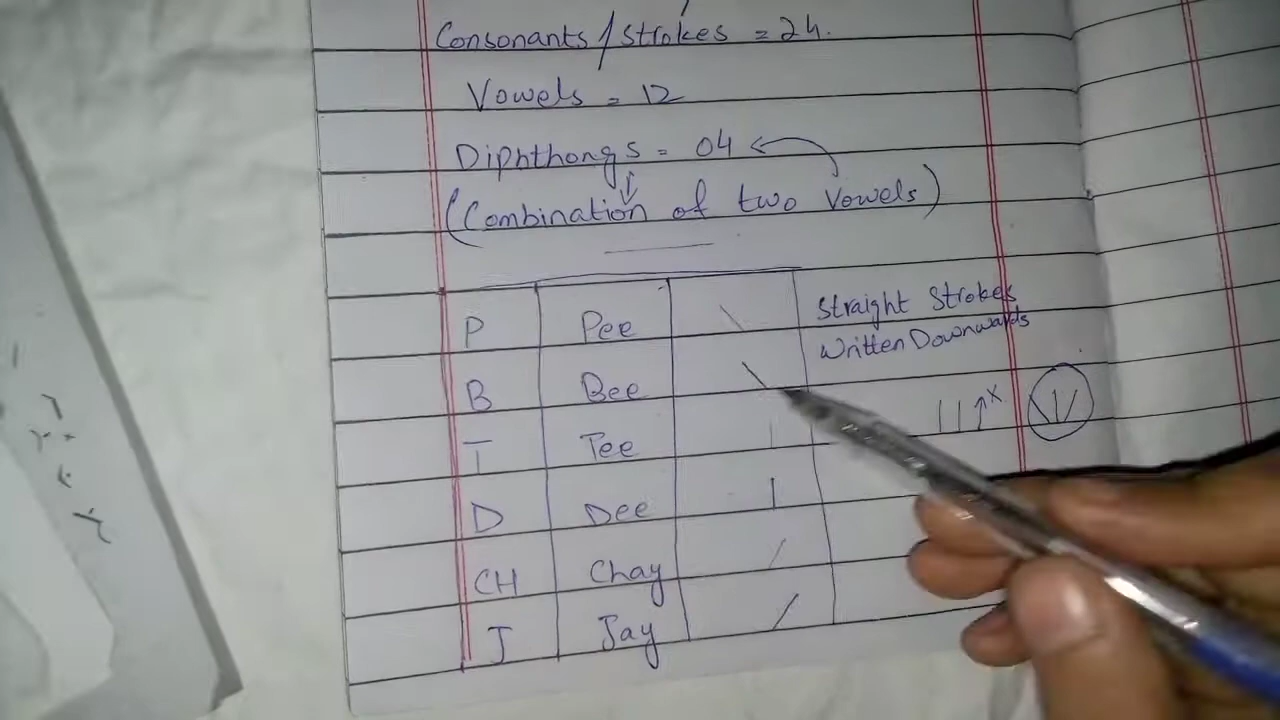 Consonants / Strokes = 24.
Vowels = 12
Diphthongs = 04
(Combination of two Vowels)
P Pee \ Straight Strokes
Written Downwards
B Bee \
T Tee |
D Dee |
CH Chay /
J Jay /